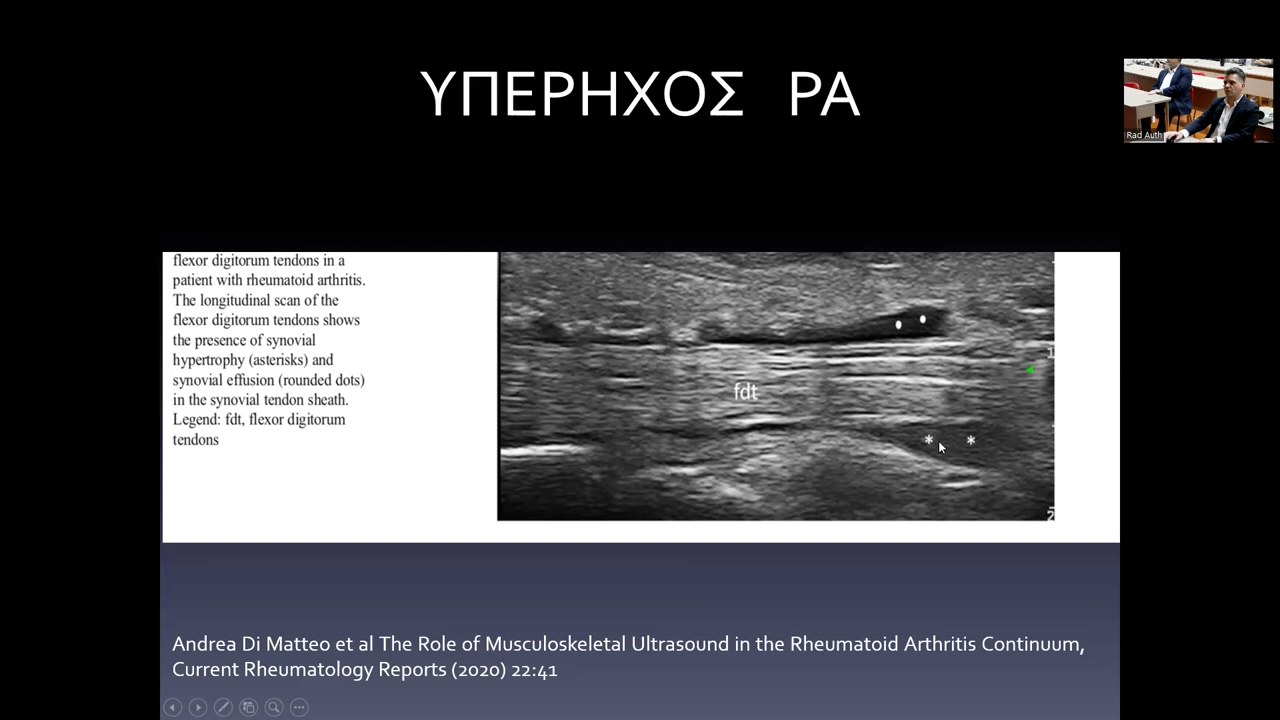 ΥΠΕΡΗΧΟΣ ΡΑ
Rad Auth
flexor digitorum tendons in a
patient with rheumatoid arthritis.
The longitudinal scan of the
flexor digitorum tendons shows
the presence of synovial
hypertrophy (asterisks) and
synovial effusion (rounded dots)
in the synovial tendon sheath.
Legend: fdt, flexor digitorum
tendons
1
fdt
* *
2
Andrea Di Matteo et al The Role of Musculoskeletal Ultrasound in the Rheumatoid Arthritis Continuum,
Current Rheumatology Reports (2020) 22:41